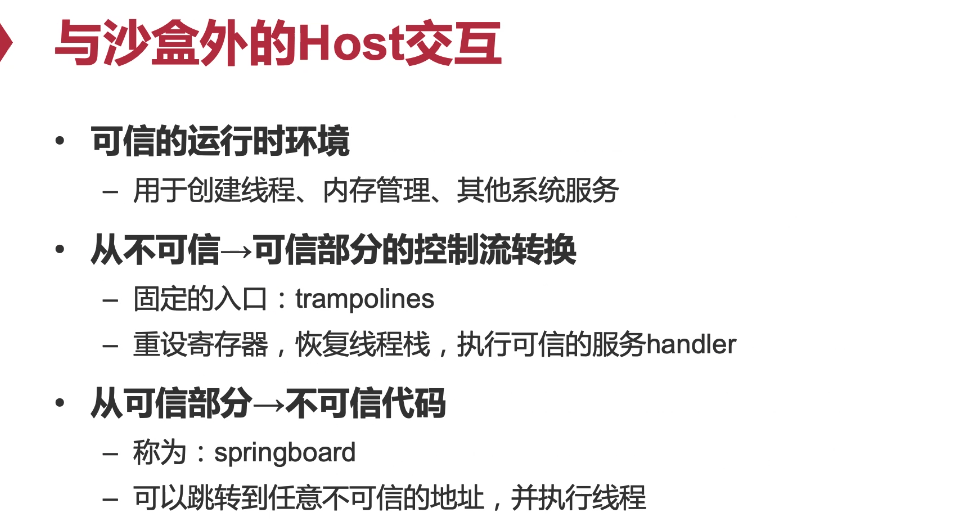 与沙盒外的Host交互
• 可信的运行时环境
– 用于创建线程、内存管理、其他系统服务
• 从不可信→可信部分的控制流转换
– 固定的入口：trampolines
– 重设寄存器，恢复线程栈，执行可信的服务handler
• 从可信部分→不可信代码
– 称为：springboard
– 可以跳转到任意不可信的地址，并执行线程